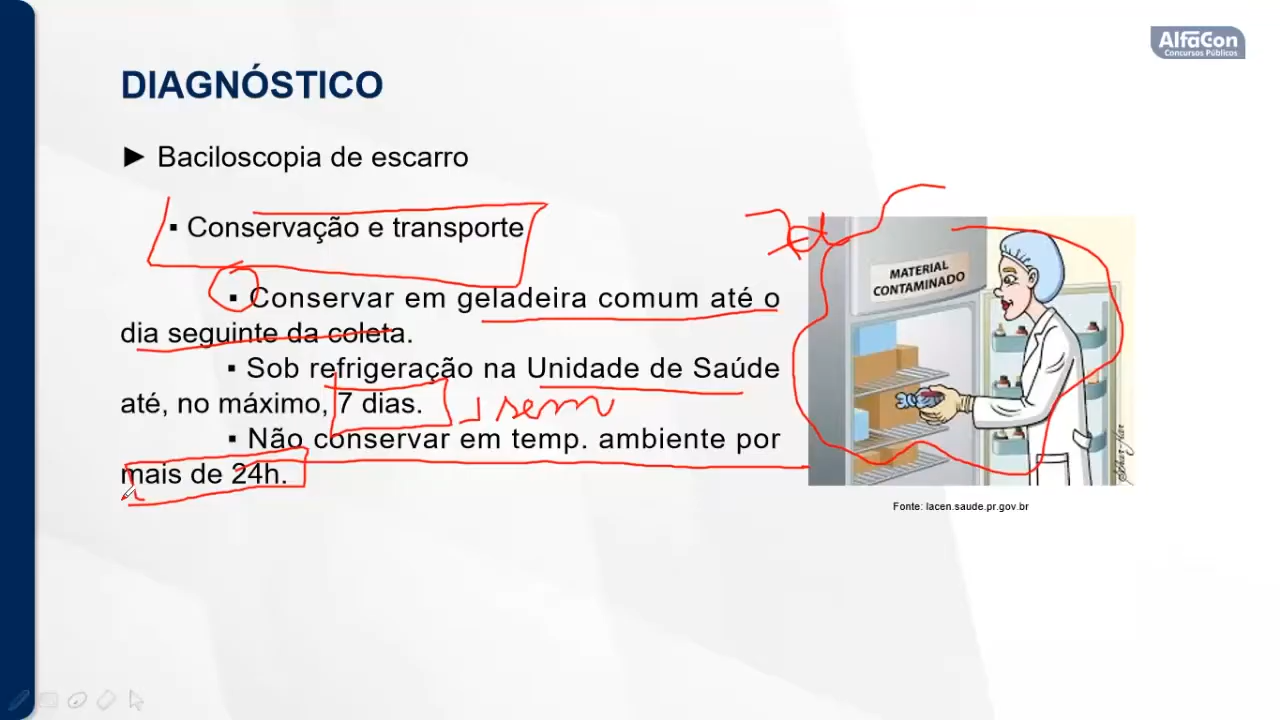 AlfaCon
Concursos Públicos
DIAGNÓSTICO
► Baciloscopia de escarro
▪ Conservação e transporte
▪ Conservar em geladeira comum até o
dia seguinte da coleta.
▪ Sob refrigeração na Unidade de Saúde
até, no máximo, 7 dias. sem
▪ Não conservar em temp. ambiente por
mais de 24h.
MATERIAL
CONTAMINADO
Fonte: lacen.saude.pr.gov.br